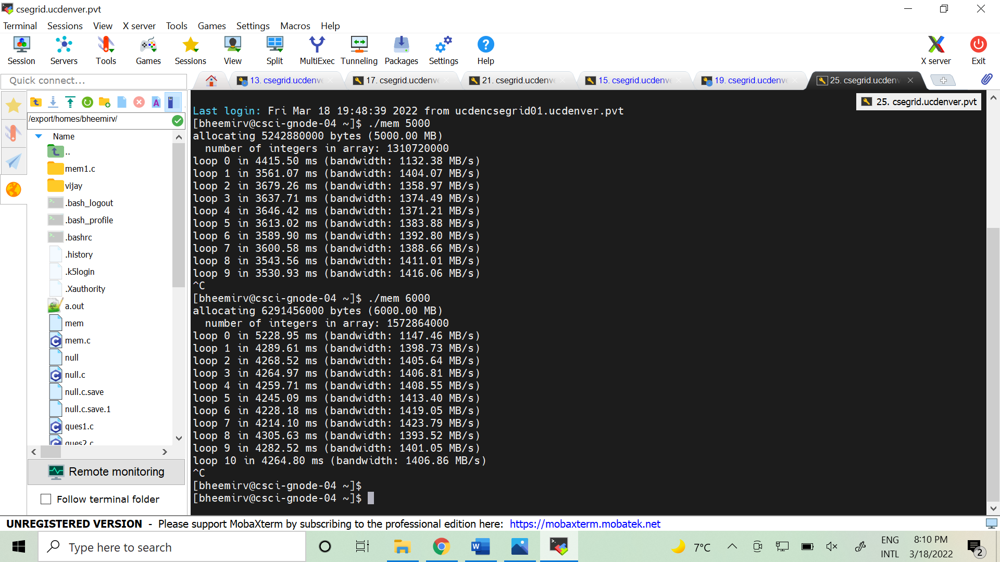 csegrid.ucdenver.pvt
Terminal Sessions View X server Tools Games Settings Macros Help
Session Servers Tools Games Sessions View Split MultiExec Tunneling Packages Settings Help X server Exit
Quick connect...
13. csegrid.ucdenve
17. csegrid.ucdenve
21. csegrid.ucdenve
15. csegrid.ucdenve
19. csegrid.ucdenve
25. csegrid.ucdenv
25. csegrid.ucdenver.pvt
/export/homes/bheemirv/
Name
..
mem1.c
vijay
.bash_logout
.bash_profile
.bashrc
.history
.k5login
.Xauthority
a.out
mem
mem.c
null
null.c
null.c.save
null.c.save.1
ques1.c
ques2.c
Remote monitoring
Follow terminal folder
Last login: Fri Mar 18 19:48:39 2022 from ucdencsegrid01.ucdenver.pvt
[bheemirv@csci-gnode-04 ~]$ ./mem 5000
allocating 5242880000 bytes (5000.00 MB)
number of integers in array: 1310720000
loop 0 in 4415.50 ms (bandwidth: 1132.38 MB/s)
loop 1 in 3561.07 ms (bandwidth: 1404.07 MB/s)
loop 2 in 3679.26 ms (bandwidth: 1358.97 MB/s)
loop 3 in 3637.71 ms (bandwidth: 1374.49 MB/s)
loop 4 in 3646.42 ms (bandwidth: 1371.21 MB/s)
loop 5 in 3613.02 ms (bandwidth: 1383.88 MB/s)
loop 6 in 3589.90 ms (bandwidth: 1392.80 MB/s)
loop 7 in 3600.58 ms (bandwidth: 1388.66 MB/s)
loop 8 in 3543.56 ms (bandwidth: 1411.01 MB/s)
loop 9 in 3530.93 ms (bandwidth: 1416.06 MB/s)
^C
[bheemirv@csci-gnode-04 ~]$ ./mem 6000
allocating 6291456000 bytes (6000.00 MB)
number of integers in array: 1572864000
loop 0 in 5228.95 ms (bandwidth: 1147.46 MB/s)
loop 1 in 4289.61 ms (bandwidth: 1398.73 MB/s)
loop 2 in 4268.52 ms (bandwidth: 1405.64 MB/s)
loop 3 in 4264.97 ms (bandwidth: 1406.81 MB/s)
loop 4 in 4259.71 ms (bandwidth: 1408.55 MB/s)
loop 5 in 4245.09 ms (bandwidth: 1413.40 MB/s)
loop 6 in 4228.18 ms (bandwidth: 1419.05 MB/s)
loop 7 in 4214.10 ms (bandwidth: 1423.79 MB/s)
loop 8 in 4305.63 ms (bandwidth: 1393.52 MB/s)
loop 9 in 4282.52 ms (bandwidth: 1401.05 MB/s)
loop 10 in 4264.80 ms (bandwidth: 1406.86 MB/s)
^C
[bheemirv@csci-gnode-04 ~]$
[bheemirv@csci-gnode-04 ~]$
UNREGISTERED VERSION - Please support MobaXterm by subscribing to the professional edition here: https://mobaxterm.mobatek.net
Type here to search
7°C
ENG
INTL
8:10 PM
3/18/2022
2